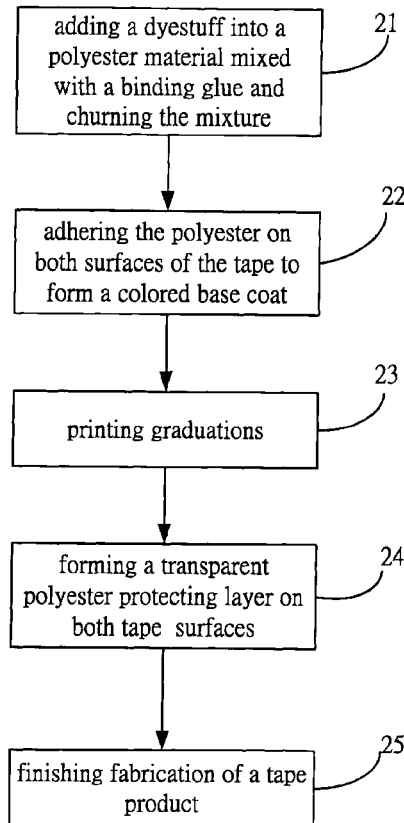 adding a dyestuff into a
polyester material mixed
with a binding glue and
churning the mixture
21
adhering the polyester on
both surfaces of the tape to
form a colored base coat
22
printing graduations
23
forming a transparent
polyester protecting layer on
both tape surfaces
24
finishing fabrication of a tape
product
25